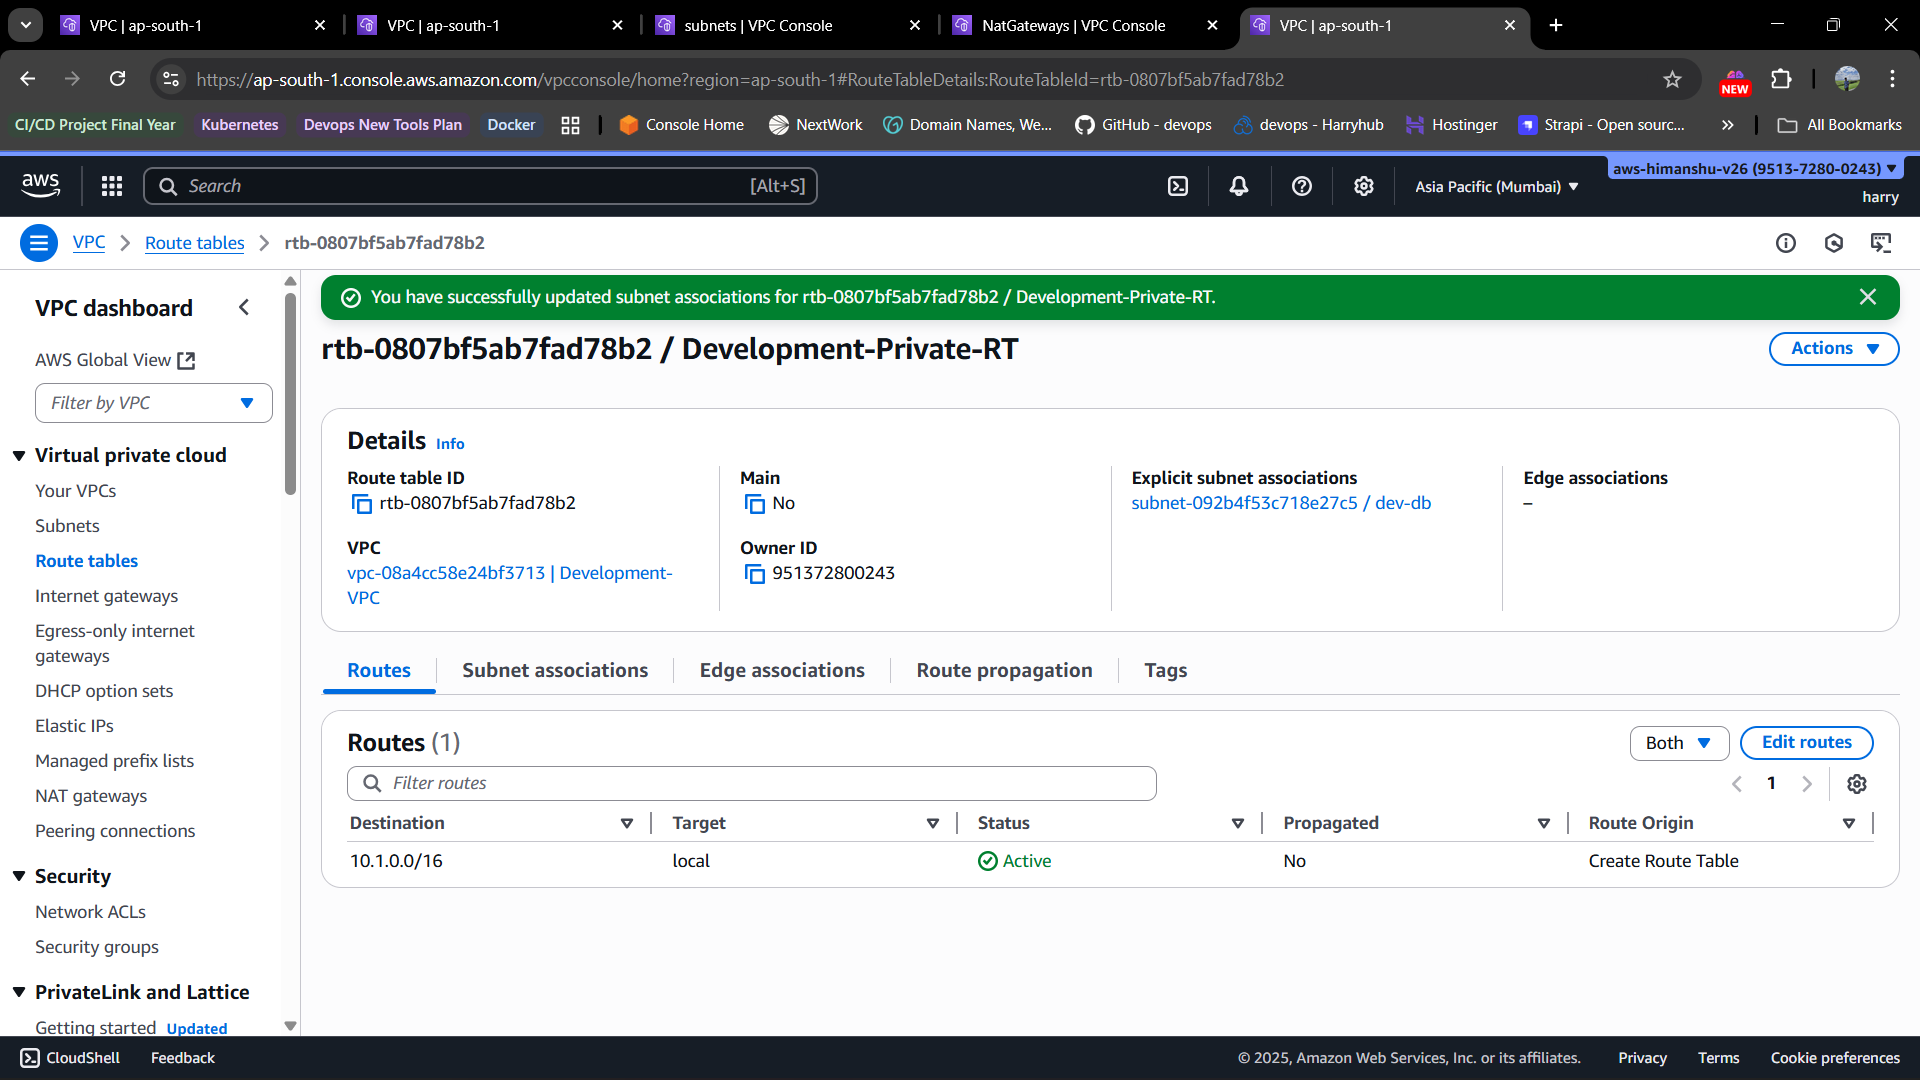 VPC | ap-south-1
VPC | ap-south-1
subnets | VPC Console
NatGateways | VPC Console
VPC | ap-south-1
https://ap-south-1.console.aws.amazon.com/vpcconsole/home?region=ap-south-1#RouteTableDetails:RouteTableId=rtb-0807bf5ab7fad78b2
NEW
CI/CD Project Final Year
Kubernetes
Devops New Tools Plan
Docker
Console Home
NextWork
Domain Names, We...
GitHub - devops
devops - Harryhub
Hostinger
Strapi - Open sourc...
All Bookmarks
aws
Search
[Alt+S]
Asia Pacific (Mumbai)
aws-himanshu-v26 (9513-7280-0243)
harry
VPC
Route tables
rtb-0807bf5ab7fad78b2
VPC dashboard
AWS Global View
Filter by VPC
Virtual private cloud
Your VPCs
Subnets
Route tables
Internet gateways
Egress-only internet
gateways
DHCP option sets
Elastic IPs
Managed prefix lists
NAT gateways
Peering connections
Security
Network ACLs
Security groups
PrivateLink and Lattice
Getting started Updated
You have successfully updated subnet associations for rtb-0807bf5ab7fad78b2 / Development-Private-RT.
rtb-0807bf5ab7fad78b2 / Development-Private-RT
Actions
Details Info
Route table ID
rtb-0807bf5ab7fad78b2
Main
No
Explicit subnet associations
subnet-092b4f53c718e27c5 / dev-db
Edge associations
–
VPC
vpc-08a4cc58e24bf3713 | Development-
VPC
Owner ID
951372800243
Routes
Subnet associations
Edge associations
Route propagation
Tags
Routes (1)
Both
Edit routes
Filter routes
1
Destination
Target
Status
Propagated
Route Origin
10.1.0.0/16
local
Active
No
Create Route Table
CloudShell
Feedback
© 2025, Amazon Web Services, Inc. or its affiliates.
Privacy
Terms
Cookie preferences